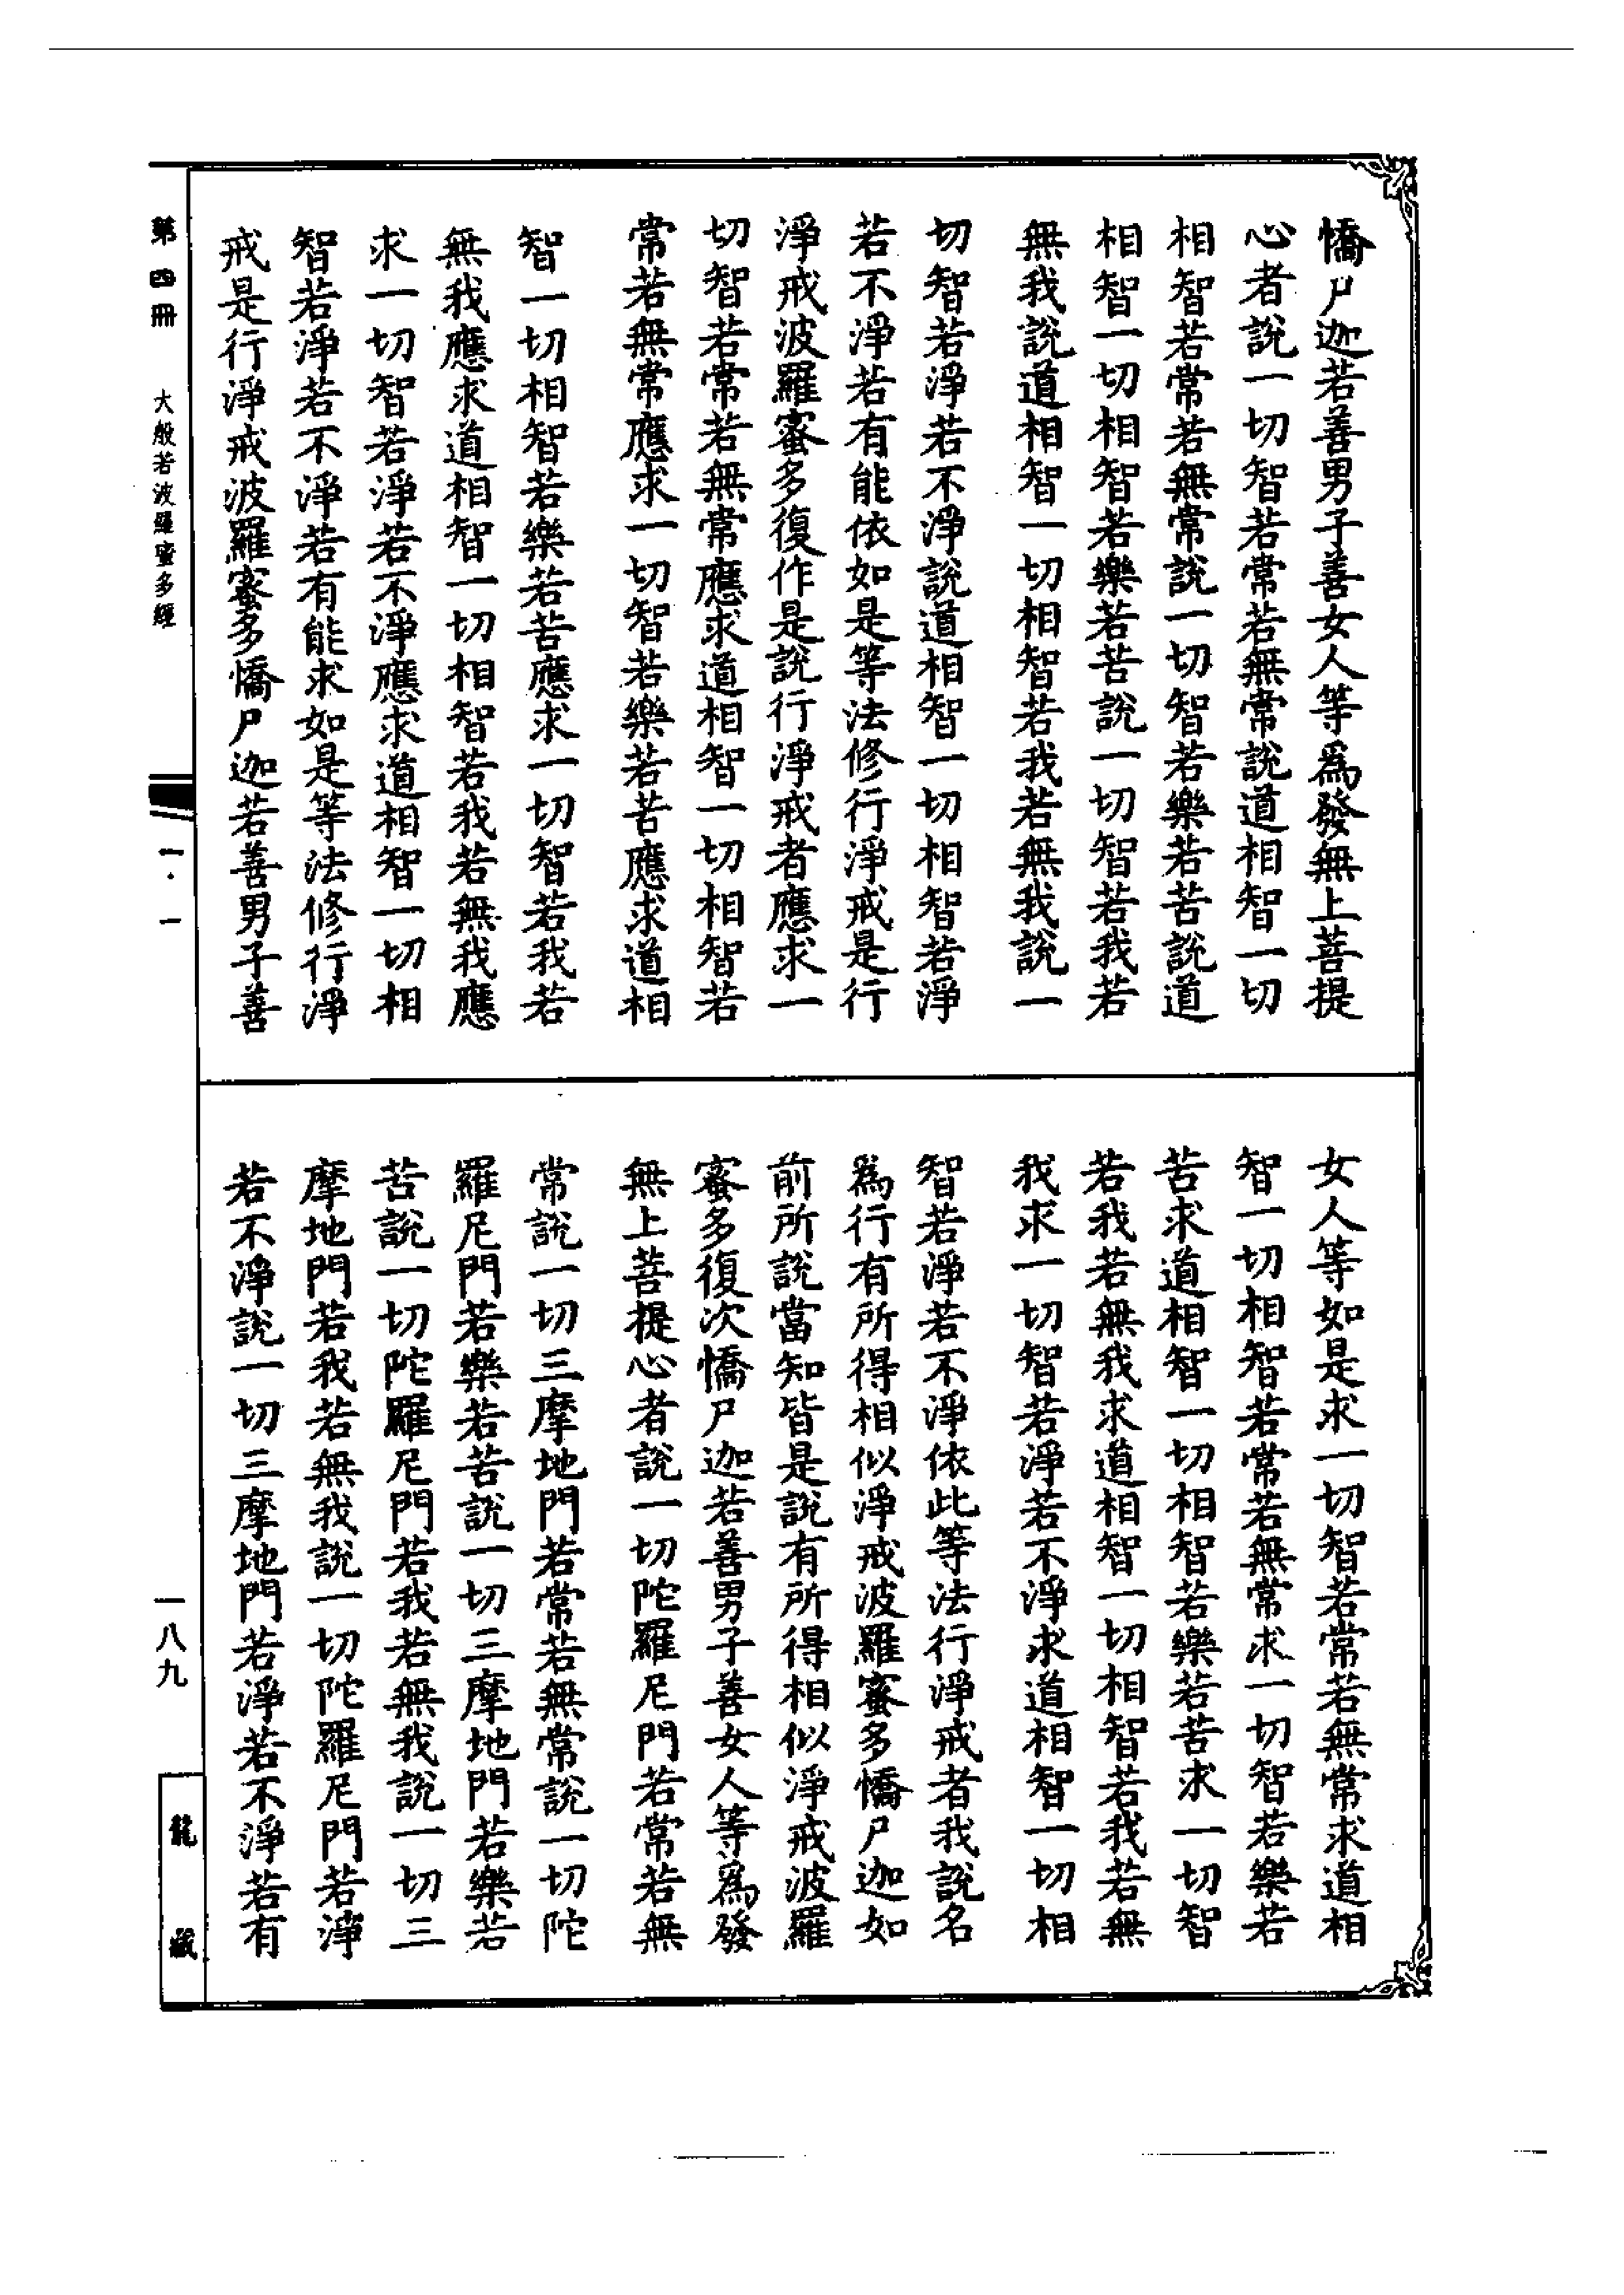 憍尸迦若善男子善女人等爲發無上菩提
心者說一切智若常若無常說道相智一切
相智若常若無常說一切智若樂若苦說道
相智一切相智若樂若苦說一切智若我若
無我說道相智一切相智若我若無我說一
切智若淨若不淨說道相智一切相智若淨
若不淨若有能依如是等法修行淨戒是行
淨戒波羅蜜多復作是說行淨戒者應求一
切智若常若無常應求道相智一切相智若
常若無常應求一切智若樂若苦應求道相
智一切相智若樂若苦應求一切智若我若
無我應求道相智一切相智若我若無我應
求一切智若淨若不淨應求道相智一切相
智若淨若不淨若有能求如是等法修行淨
戒是行淨戒波羅蜜多憍尸迦若善男子善
女人等如是求一切智若常若無常求道相
智一切相智若常若無常求一切智若樂若
苦求道相智一切相智若樂若苦求一切智
若我若無我求道相智一切相智若我若無
我求一切智若淨若不淨求道相智一切相
智若淨若不淨依此等法行淨戒者我說名
爲行有所得相似淨戒波羅蜜多憍尸迦如
前所說當知皆是說有所得相似淨戒波羅
蜜多復次憍尸迦若善男子善女人等爲發
無上菩提心者說一切陀羅尼門若常若無
常說一切三摩地門若常若無常說一切陀
羅尼門若樂若苦說一切三摩地門若樂若
苦說一切陀羅尼門若我若無我說一切三
摩地門若我若無我說一切陀羅尼門若淨
若不淨說一切三摩地門若淨若不淨若有
第四冊
大般若波羅蜜多經
一·一
一八九
龍藏